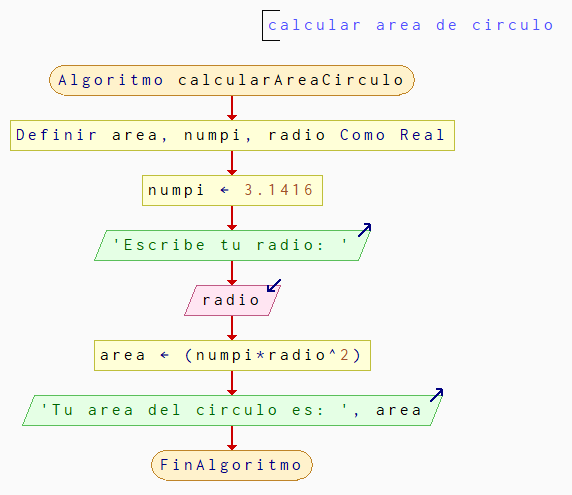 calcular area de circulo
Algoritmo calcularAreaCirculo
Definir area, numpi, radio Como Real
numpi ← 3.1416
'Escribe tu radio: '
radio
area ← (numpi*radio^2)
'Tu area del circulo es: ', area
FinAlgoritmo